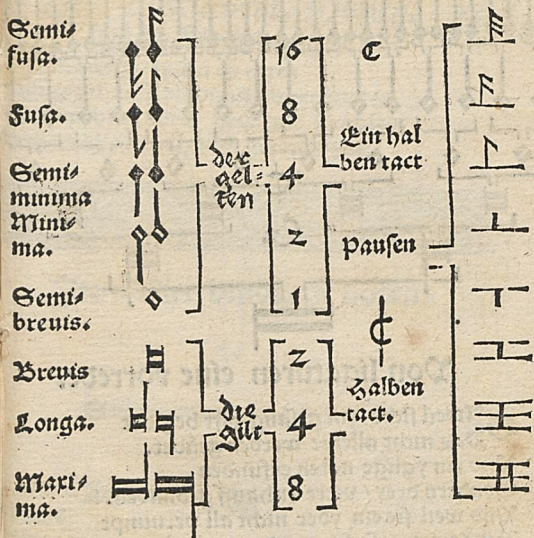 Semi⸗
fusa.
Fusa.
Semi⸗
minima
Mini⸗
ma.
Semi⸗
breuis.
Breuis
Longa.
Maxi⸗
ma.
der
gel⸗
ten
die
gilt
16
8
4
2
1
2
4
8
C
Ein hal
ben tact
Pausen
Halben
tact.